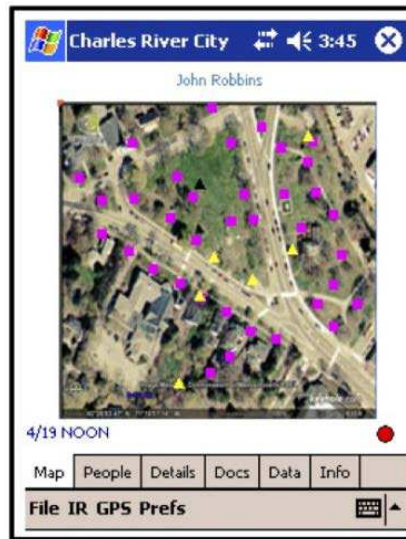 Charles River City 3:45
John Robbins
4/19 NOON
Map People Details Docs Data Info
File IR GPS Prefs